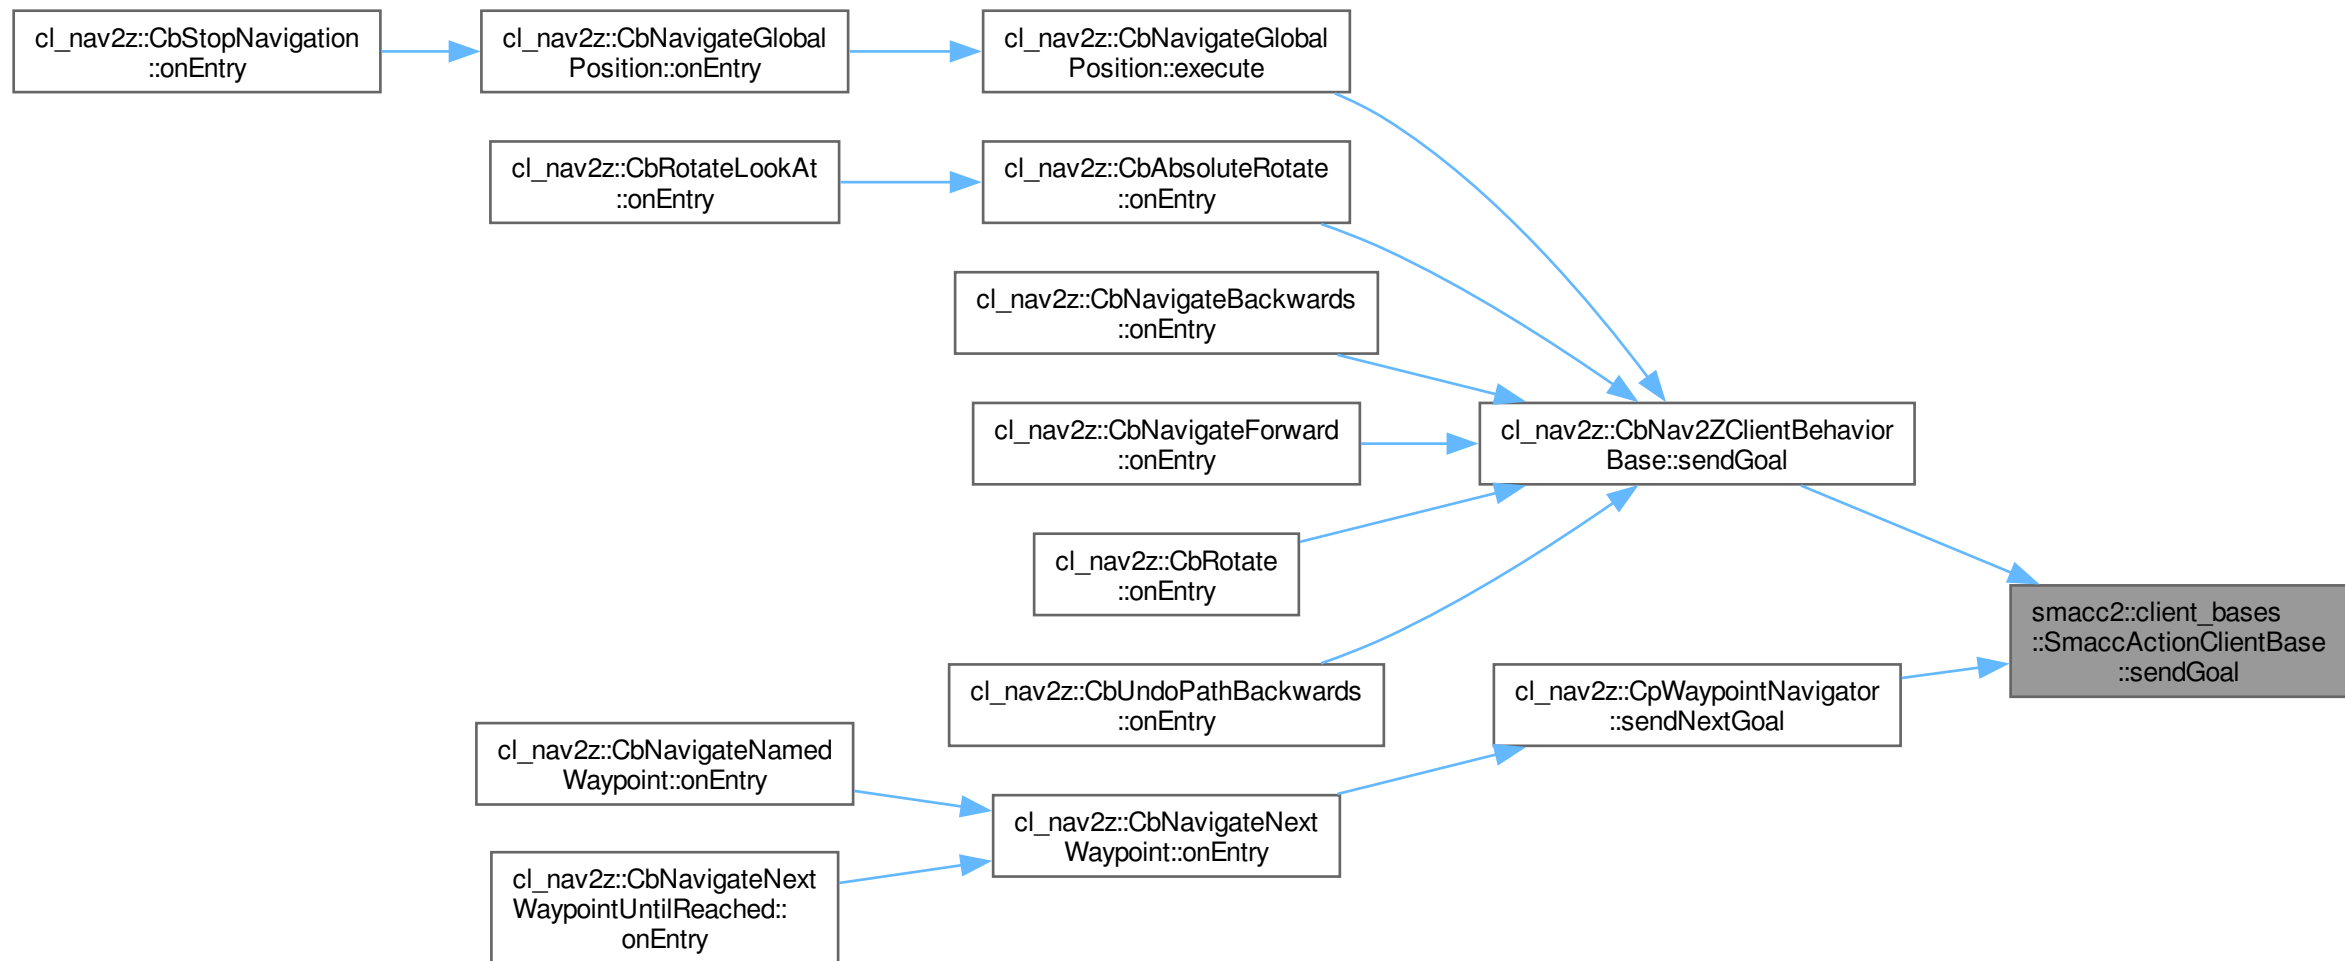 cl_nav2z::CbStopNavigation
::onEntry
cl_nav2z::CbNavigateGlobal
Position::onEntry
cl_nav2z::CbNavigateGlobal
Position::execute
cl_nav2z::CbRotateLookAt
::onEntry
cl_nav2z::CbAbsoluteRotate
::onEntry
cl_nav2z::CbNavigateBackwards
::onEntry
cl_nav2z::CbNavigateForward
::onEntry
cl_nav2z::CbNav2ZClientBehavior
Base::sendGoal
cl_nav2z::CbRotate
::onEntry
smacc2::client_bases
::SmaccActionClientBase
::sendGoal
cl_nav2z::CbUndoPathBackwards
::onEntry
cl_nav2z::CpWaypointNavigator
::sendNextGoal
cl_nav2z::CbNavigateNamed
Waypoint::onEntry
cl_nav2z::CbNavigateNext
Waypoint::onEntry
cl_nav2z::CbNavigateNext
WaypointUntilReached::
onEntry